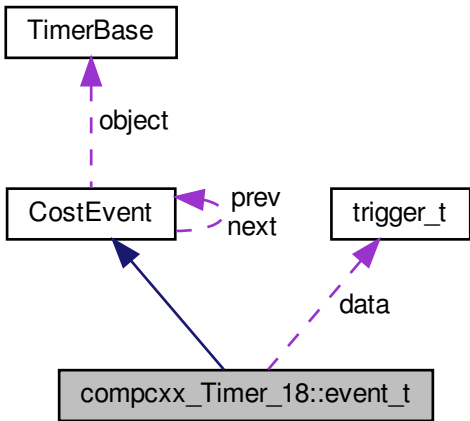 TimerBase
object
CostEvent
prev
next
trigger_t
data
compcxx_Timer_18::event_t